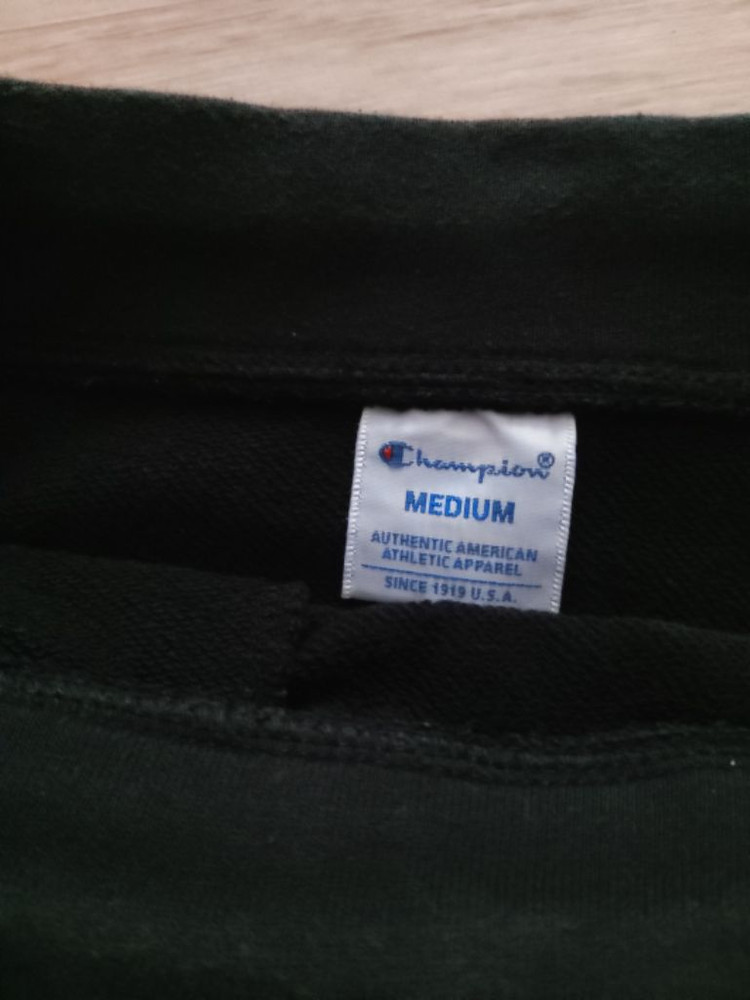 Champion®
MEDIUM
AUTHENTIC AMERICAN
ATHLETIC APPAREL
SINCE 1919 U.S.A.